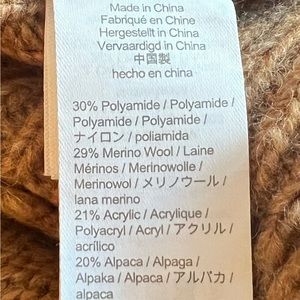 Made in China
Fabriqué en Chine
Hergestellt in China
Vervaardigd in China
中国製
hecho en china
30% Polyamide / Polyamide /
Polyamide / Polyamide /
ナイロン / poliamida
29% Merino Wool / Laine
Mérinos / Merinowolle /
Merinowol / メリノウール /
lana merino
21% Acrylic / Acrylique /
Polyacryl / Acryl / アクリル /
acrílico
20% Alpaca / Alpaga /
Alpaka / Alpaca / アルパカ /
alpaca